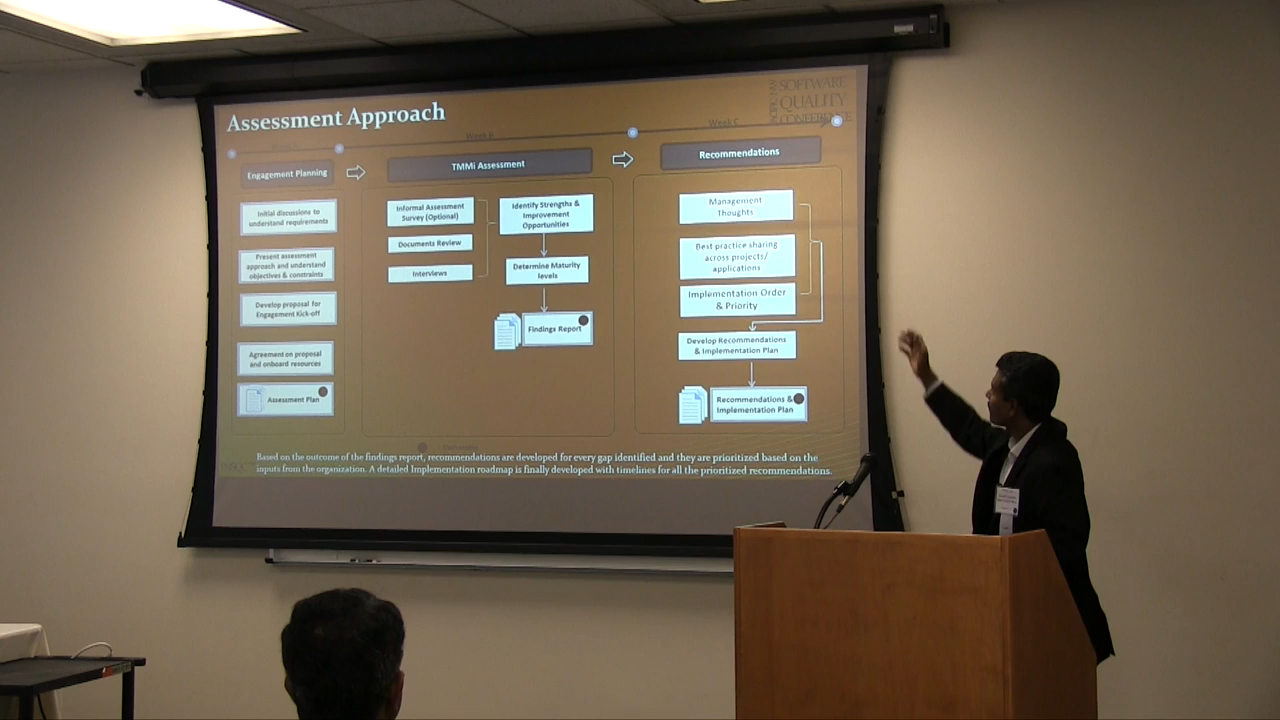 Assessment Approach
PACIFIC NW
SOFTWARE
QUALITY
CONFERENCE
Week B
Week C
Engagement Planning
TMMi Assessment
Recommendations
Initial discussions to
understand requirements
Present assessment
approach and understand
objectives & constraints
Develop proposal for
Engagement Kick-off
Agreement on proposal
and onboard resources
Assessment Plan
Informal Assessment
Survey (Optional)
Documents Review
Interviews
Identify Strengths &
Improvement
Opportunities
Determine Maturity
levels
Findings Report
Management
Thoughts
Best practice sharing
across projects/
applications
Implementation Order
& Priority
Develop Recommendations
& Implementation Plan
Recommendations &
Implementation Plan
Based on the outcome of the findings report, recommendations are developed for every gap identified and they are prioritized based on the
inputs from the organization. A detailed Implementation roadmap is finally developed with timelines for all the prioritized recommendations.